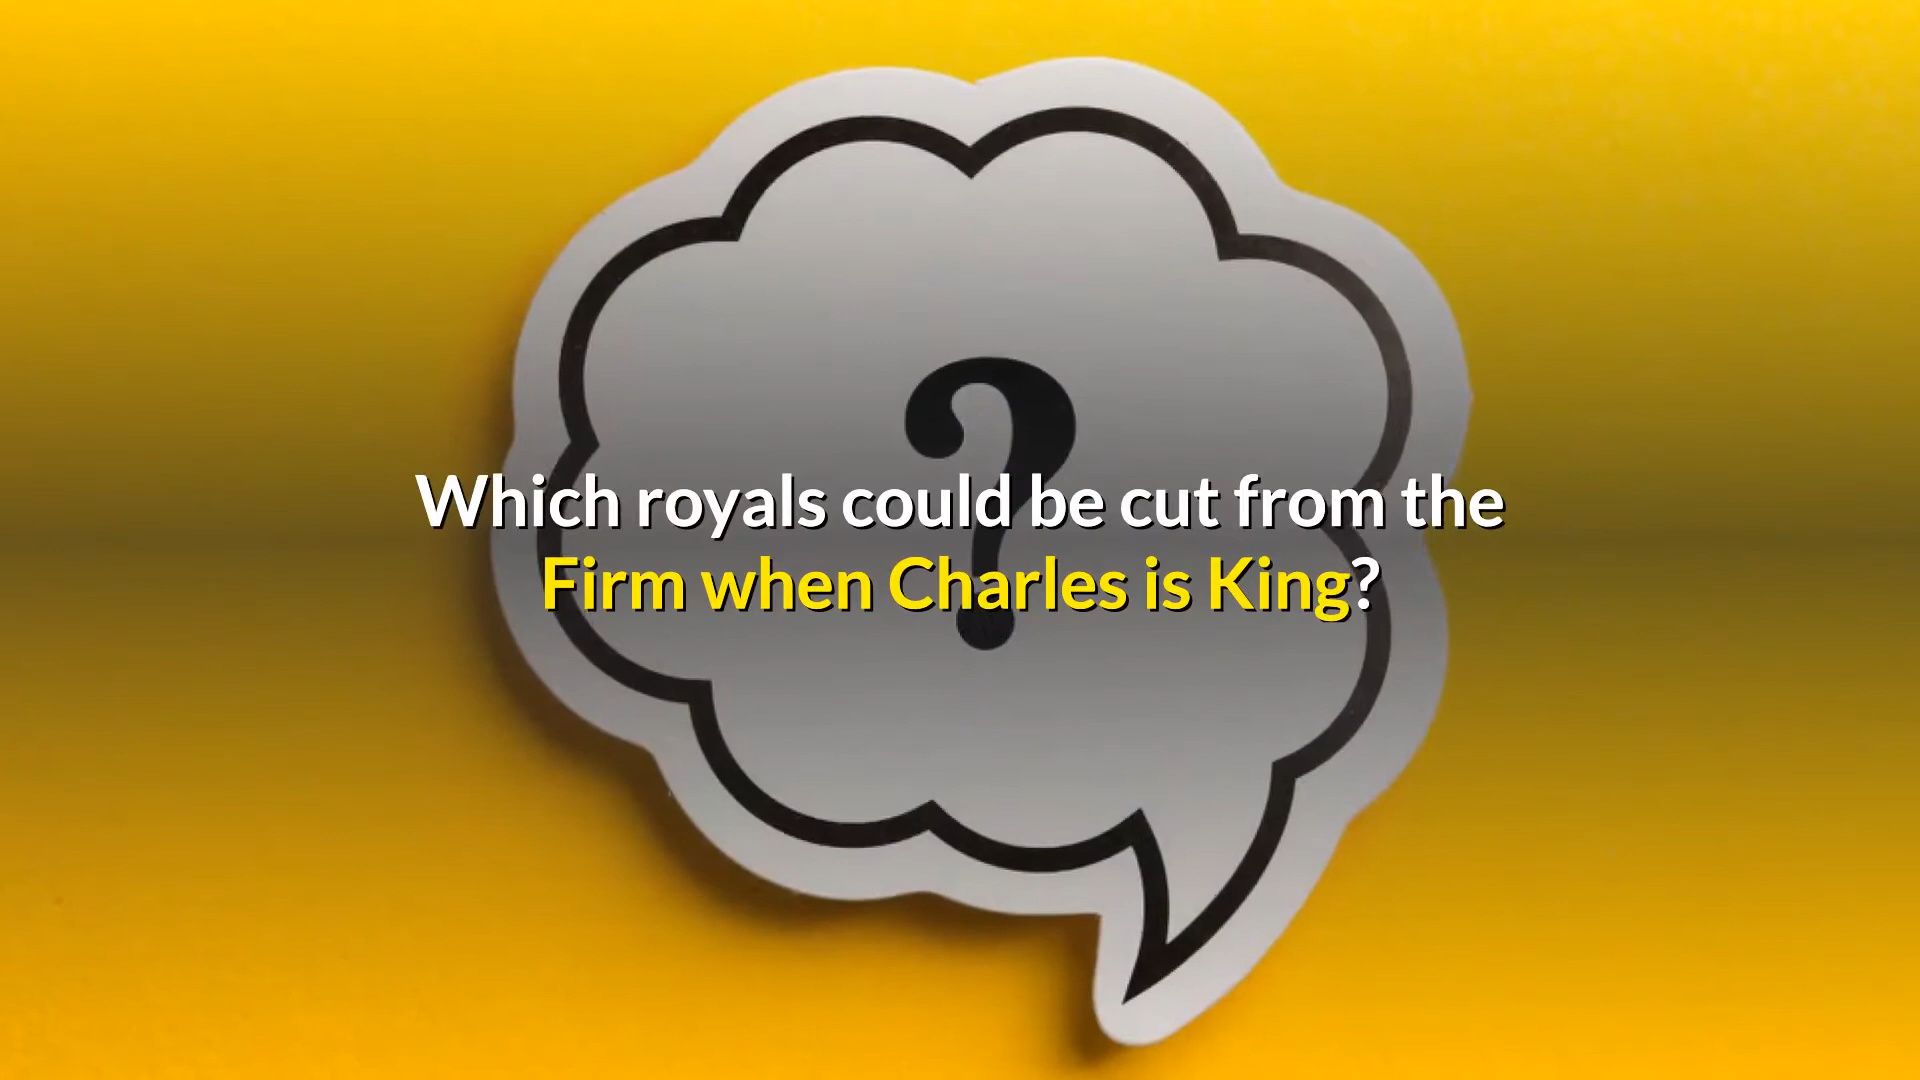 ?
Which royals could be cut from the
Firm when Charles is King?